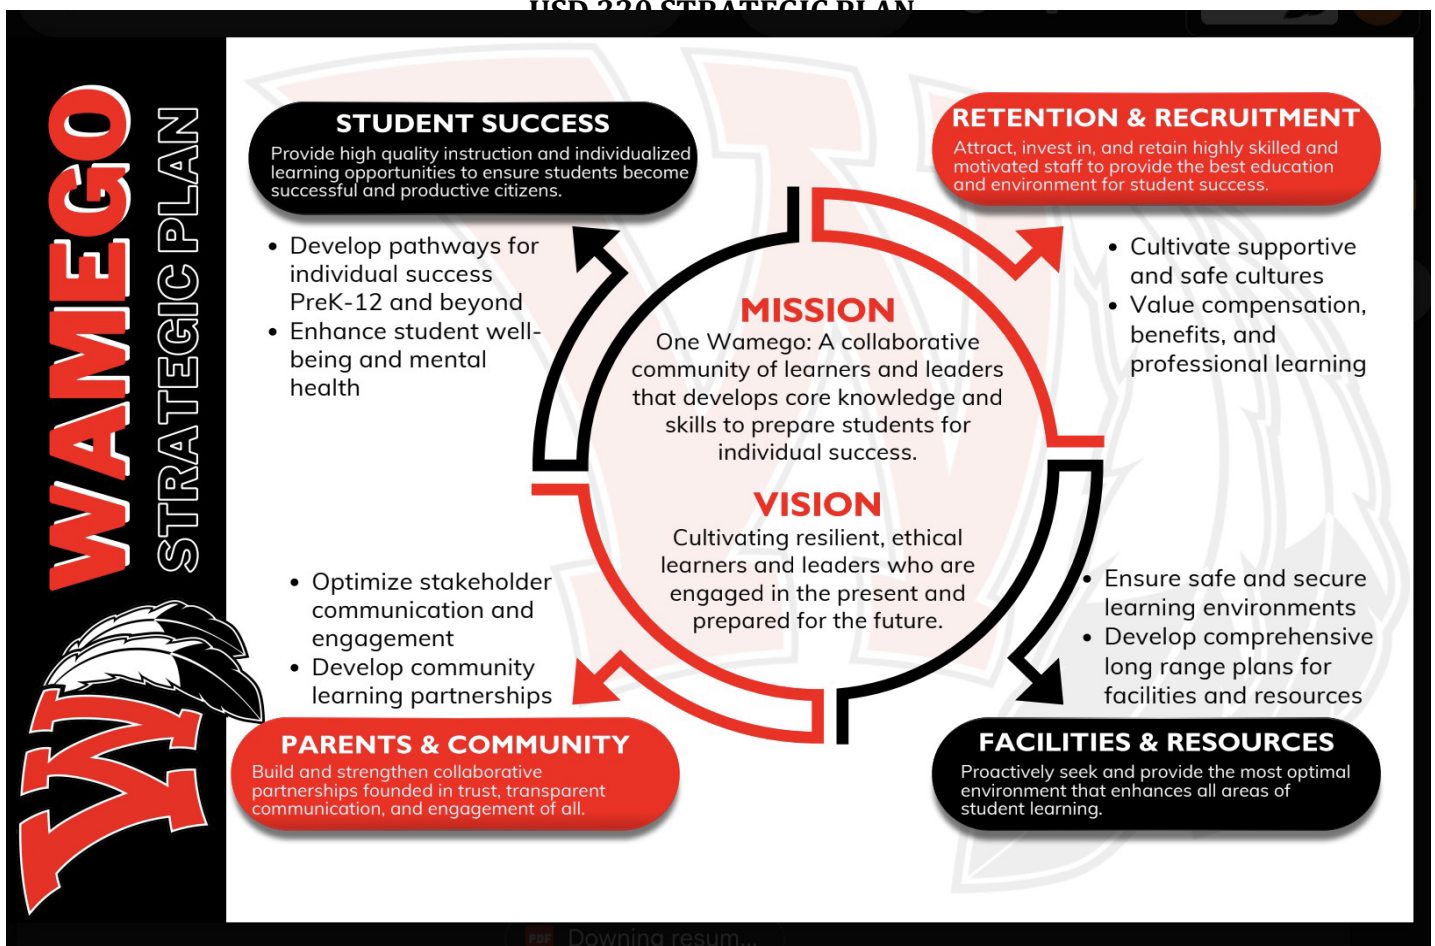 USD 320 STRATEGIC PLAN
WAMEGO
STRATEGIC PLAN
STUDENT SUCCESS
Provide high quality instruction and individualized
learning opportunities to ensure students become
successful and productive citizens.
• Develop pathways for
individual success
PreK-12 and beyond
• Enhance student well-
being and mental
health
RETENTION & RECRUITMENT
Attract, invest in, and retain highly skilled and
motivated staff to provide the best education
and environment for student success.
• Cultivate supportive
and safe cultures
• Value compensation,
benefits, and
professional learning
MISSION
One Wamego: A collaborative
community of learners and leaders
that develops core knowledge and
skills to prepare students for
individual success.
VISION
Cultivating resilient, ethical
learners and leaders who are
engaged in the present and
prepared for the future.
• Optimize stakeholder
communication and
engagement
• Develop community
learning partnerships
PARENTS & COMMUNITY
Build and strengthen collaborative
partnerships founded in trust, transparent
communication, and engagement of all.
• Ensure safe and secure
learning environments
• Develop comprehensive
long range plans for
facilities and resources
FACILITIES & RESOURCES
Proactively seek and provide the most optimal
environment that enhances all areas of
student learning.
W
PDF Downing resum...